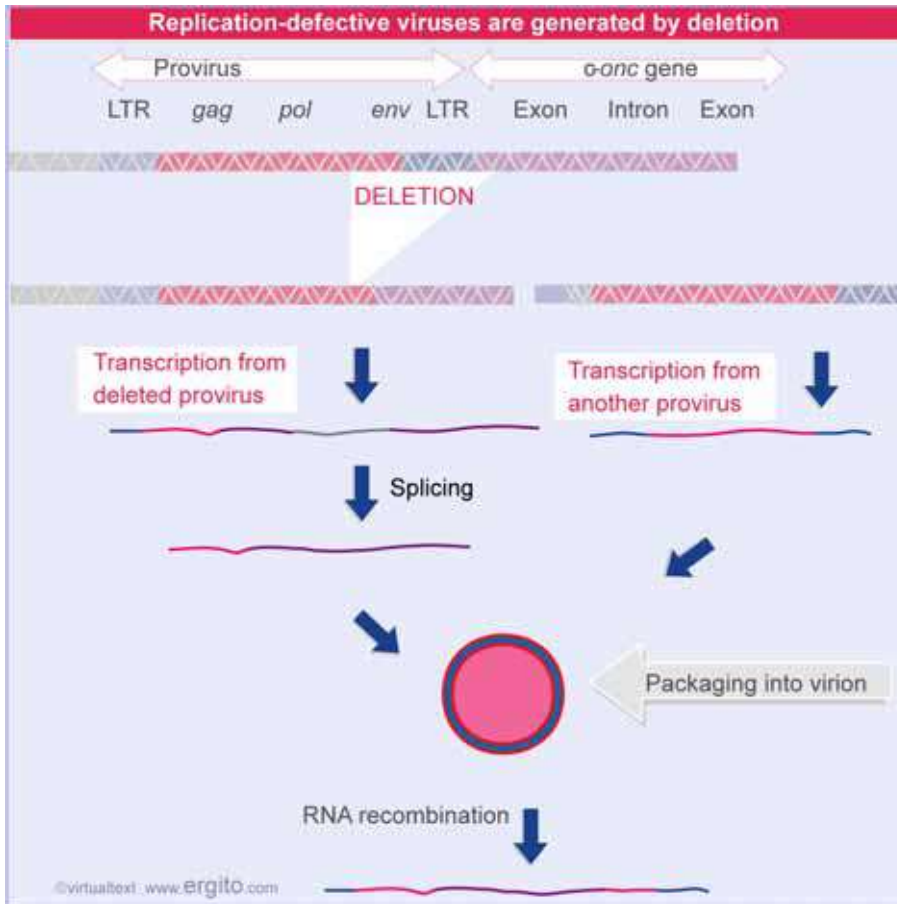 Replication-defective viruses are generated by deletion
Provirus c-onc gene
LTR gag pol env LTR Exon Intron Exon
DELETION
Transcription from
deleted provirus
Transcription from
another provirus
Splicing
Packaging into virion
RNA recombination
©virtualtext www.ergito.com